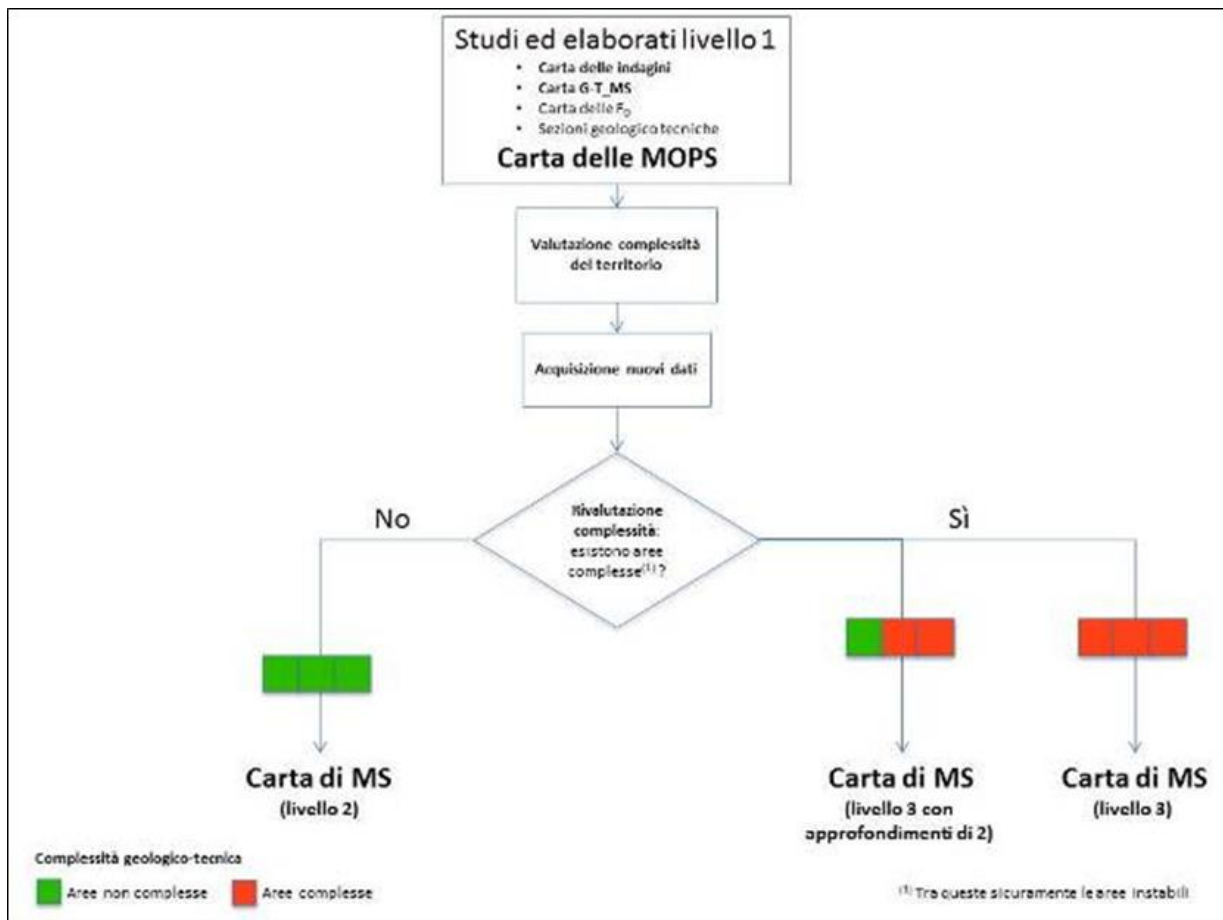 Studi ed elaborati livello 1
• Carta delle indagini
• Carta G-T_MS
• Carta delle F₀
• Sezioni geologico tecniche
Carta delle MOPS
Valutazione complessità
del territorio
Acquisizione nuovi dati
Rivalutazione
complessità:
esistono aree
complesse⁽¹⁾ ?
No
Sì
Carta di MS
(livello 2)
Carta di MS
(livello 3 con
approfondimenti di 2)
Carta di MS
(livello 3)
Complessità geologico-tecnica
Aree non complesse
Aree complesse
⁽¹⁾ Tra queste sicuramente le aree instabili